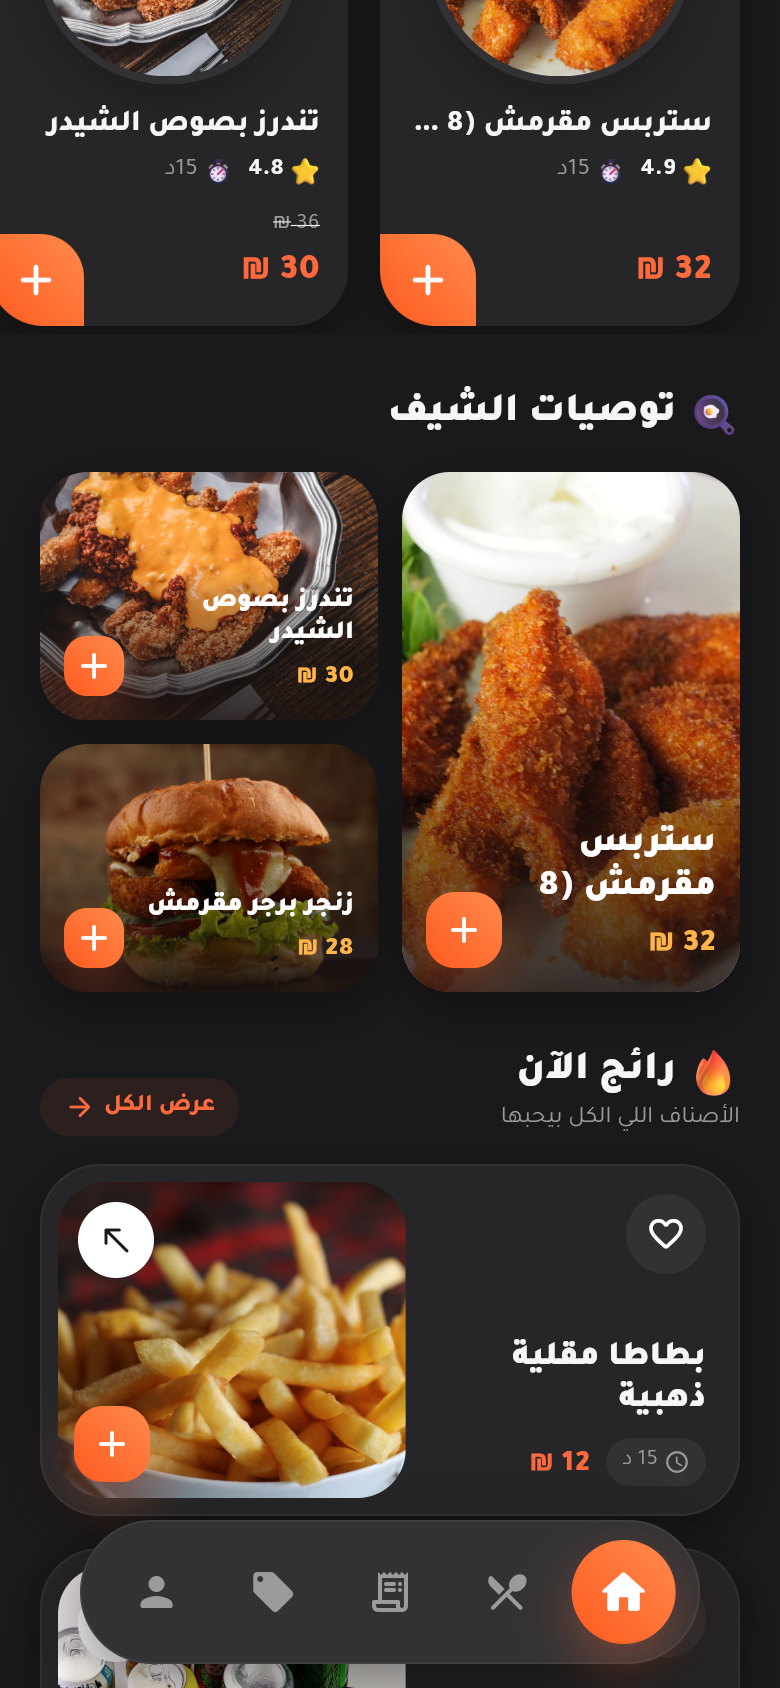 ستربس مقرمش (8 ...
4.9 15د
32 ₪
تندرز بصوص الشيدر
4.8 15د
36 ₪
30 ₪
توصيات الشيف
ستربس
مقرمش (8
32 ₪
تندرز بصوص
الشيدر
30 ₪
زنجر برجر مقرمش
28 ₪
رائج الآن
الأصناف اللي الكل بيحبها
عرض الكل
بطاطا مقلية
ذهبية
15 د 12 ₪